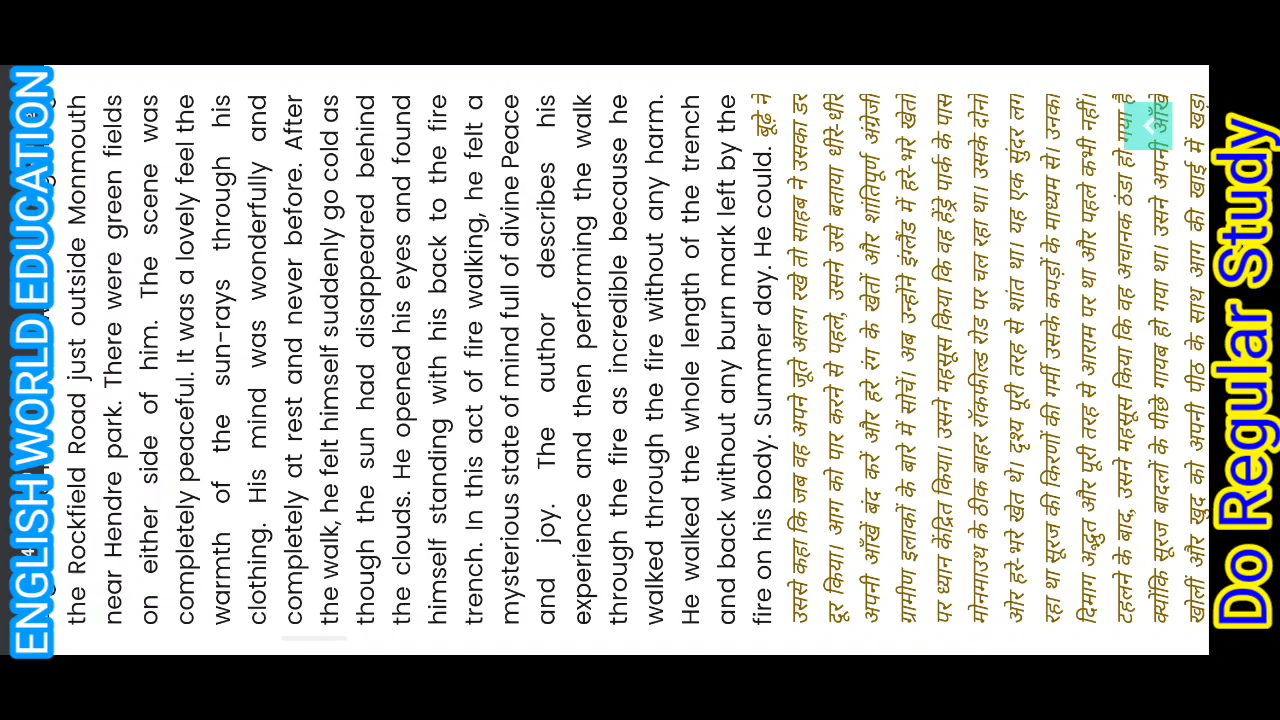 ENGLISH WORLD EDUCATION
the Rockfield Road just outside Monmouth
near Hendre park. There were green fields
on either side of him. The scene was
completely peaceful. It was a lovely feel the
warmth of the sun-rays through his
clothing. His mind was wonderfully and
completely at rest and never before. After
the walk, he felt himself suddenly go cold as
though the sun had disappeared behind
the clouds. He opened his eyes and found
himself standing with his back to the fire
trench. In this act of fire walking, he felt a
mysterious state of mind full of divine Peace
and joy. The author describes his
experience and then performing the walk
through the fire as incredible because he
walked through the fire without any harm.
He walked the whole length of the trench
and back without any burn mark left by the
fire on his body. Summer day. He could. बूढ़े ने
उससे कहा कि जब वह अपने जूते अलग रखे तो साहब ने उसका डर
दूर किया। आग को पार करने से पहले, उसने उसे बताया धीरे-धीरे
अपनी आँखें बंद करें और हरे रंग के खेतों और शांतिपूर्ण अंग्रेजी
ग्रामीण इलाकों के बारे में सोचें। अब उन्होंने इंग्लैंड में हरे-भरे खेतों
पर ध्यान केंद्रित किया। उसने महसूस किया कि वह हेंड्रे पार्क के पास
मोनमाउथ के ठीक बाहर रॉकफील्ड रोड पर चल रहा था। उसके दोनों
ओर हरे-भरे खेत थे। दृश्य पूरी तरह से शांत था। यह एक सुंदर लग
रहा था सूरज की किरणों की गर्मी उसके कपड़ों के माध्यम से। उनका
दिमाग अद्भुत और पूरी तरह से आराम पर था और पहले कभी नहीं।
टहलने के बाद, उसने महसूस किया कि वह अचानक ठंडा हो गया है
क्योंकि सूरज बादलों के पीछे गायब हो गया था। उसने अपनी आँखें
खोलीं और खुद को अपनी पीठ के साथ आग की खाई में खड़ा
Do Regular Study